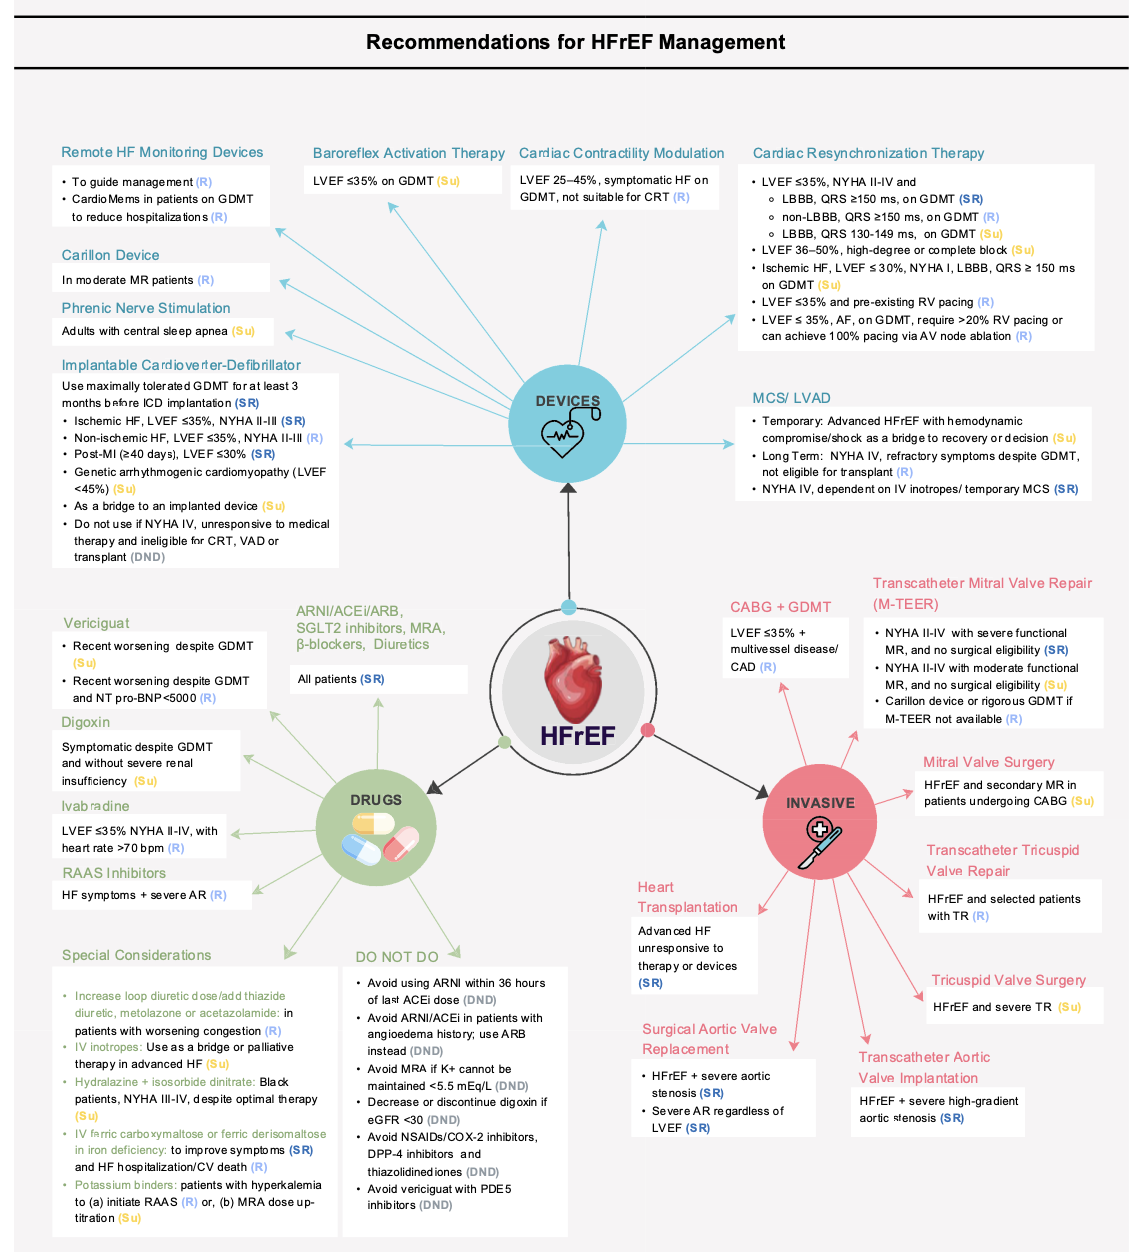 Recommendations for HFrEF Management
Remote HF Monitoring Devices
• To guide management (R)
• CardioMems in patients on GDMT
to reduce hospitalizations (R)
Carillon Device
In moderate MR patients (R)
Phrenic Nerve Stimulation
Adults with central sleep apnea (Su)
Implantable Cardioverter-Defibrillator
Use maximally tolerated GDMT for at least 3
months before ICD implantation (SR)
• Ischemic HF, LVEF ≤35%, NYHA II-III (SR)
• Non-ischemic HF, LVEF ≤35%, NYHA II-III (R)
• Post-MI (≥40 days), LVEF ≤30% (SR)
• Genetic arrhythmogenic cardiomyopathy (LVEF
<45%) (Su)
• As a bridge to an implanted device (Su)
• Do not use if NYHA IV, unresponsive to medical
therapy and ineligible for CRT, VAD or
transplant (DND)
Baroreflex Activation Therapy
LVEF ≤35% on GDMT (Su)
Cardiac Contractility Modulation
LVEF 25–45%, symptomatic HF on
GDMT, not suitable for CRT (R)
Cardiac Resynchronization Therapy
• LVEF ≤35%, NYHA II-IV and
o LBBB, QRS ≥150 ms, on GDMT (SR)
o non-LBBB, QRS ≥150 ms, on GDMT (R)
o LBBB, QRS 130-149 ms, on GDMT (Su)
• LVEF 36–50%, high-degree or complete block (Su)
• Ischemic HF, LVEF ≤ 30%, NYHA I, LBBB, QRS ≥ 150 ms
on GDMT (Su)
• LVEF ≤35% and pre-existing RV pacing (R)
• LVEF ≤ 35%, AF, on GDMT, require >20% RV pacing or
can achieve 100% pacing via AV node ablation (R)
DEVICES
MCS/ LVAD
• Temporary: Advanced HFrEF with hemodynamic
compromise/shock as a bridge to recovery or decision (Su)
• Long Term: NYHA IV, refractory symptoms despite GDMT,
not eligible for transplant (R)
• NYHA IV, dependent on IV inotropes/ temporary MCS (SR)
HFrEF
Vericiguat
• Recent worsening despite GDMT
(Su)
• Recent worsening despite GDMT
and NT pro-BNP<5000 (R)
ARNI/ACEi/ARB,
SGLT2 inhibitors, MRA,
β-blockers, Diuretics
All patients (SR)
Digoxin
Symptomatic despite GDMT
and without severe renal
insufficiency (Su)
Ivabradine
LVEF ≤35% NYHA II-IV, with
heart rate >70 bpm (R)
RAAS Inhibitors
HF symptoms + severe AR (R)
DRUGS
Special Considerations
• Increase loop diuretic dose/add thiazide
diuretic, metolazone or acetazolamide: in
patients with worsening congestion (R)
• IV inotropes: Use as a bridge or palliative
therapy in advanced HF (Su)
• Hydralazine + isosorbide dinitrate: Black
patients, NYHA III-IV, despite optimal therapy
(Su)
• IV ferric carboxymaltose or ferric derisomaltose
in iron deficiency: to improve symptoms (SR)
and HF hospitalization/CV death (R)
• Potassium binders: patients with hyperkalemia
to (a) initiate RAAS (R) or, (b) MRA dose up-
titration (Su)
DO NOT DO
• Avoid using ARNI within 36 hours
of last ACEi dose (DND)
• Avoid ARNI/ACEi in patients with
angioedema history; use ARB
instead (DND)
• Avoid MRA if K+ cannot be
maintained <5.5 mEq/L (DND)
• Decrease or discontinue digoxin if
eGFR <30 (DND)
• Avoid NSAIDs/COX-2 inhibitors,
DPP-4 inhibitors and
thiazolidinediones (DND)
• Avoid vericiguat with PDE5
inhibitors (DND)
CABG + GDMT
LVEF ≤35% +
multivessel disease/
CAD (R)
Transcatheter Mitral Valve Repair
(M-TEER)
• NYHA II-IV with severe functional
MR, and no surgical eligibility (SR)
• NYHA II-IV with moderate functional
MR, and no surgical eligibility (Su)
• Carillon device or rigorous GDMT if
M-TEER not available (R)
INVASIVE
Mitral Valve Surgery
HFrEF and secondary MR in
patients undergoing CABG (Su)
Transcatheter Tricuspid
Valve Repair
HFrEF and selected patients
with TR (R)
Tricuspid Valve Surgery
HFrEF and severe TR (Su)
Heart
Transplantation
Advanced HF
unresponsive to
therapy or devices
(SR)
Surgical Aortic Valve
Replacement
• HFrEF + severe aortic
stenosis (SR)
• Severe AR regardless of
LVEF (SR)
Transcatheter Aortic
Valve Implantation
HFrEF + severe high-gradient
aortic stenosis (SR)